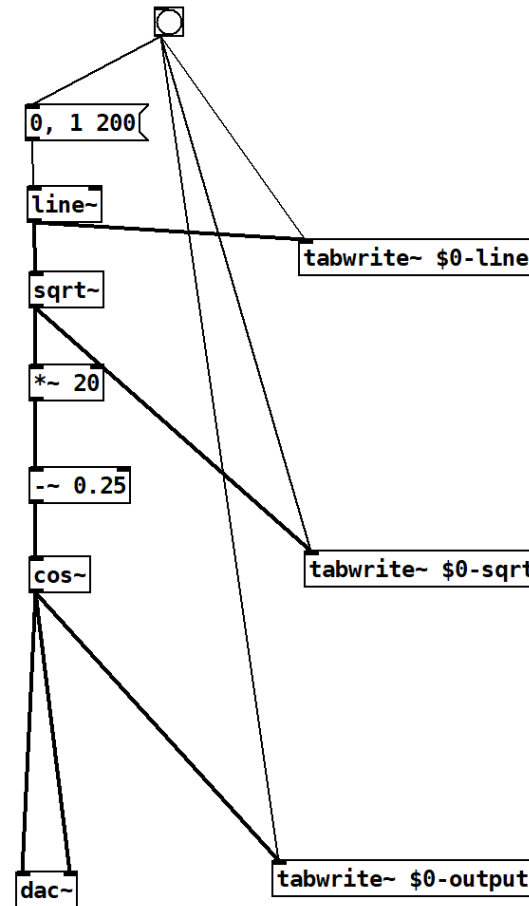 0, 1 200
line~
tabwrite~ $0-line
sqrt~
*~ 20
-~ 0.25
tabwrite~ $0-sqrt
cos~
tabwrite~ $0-output
dac~